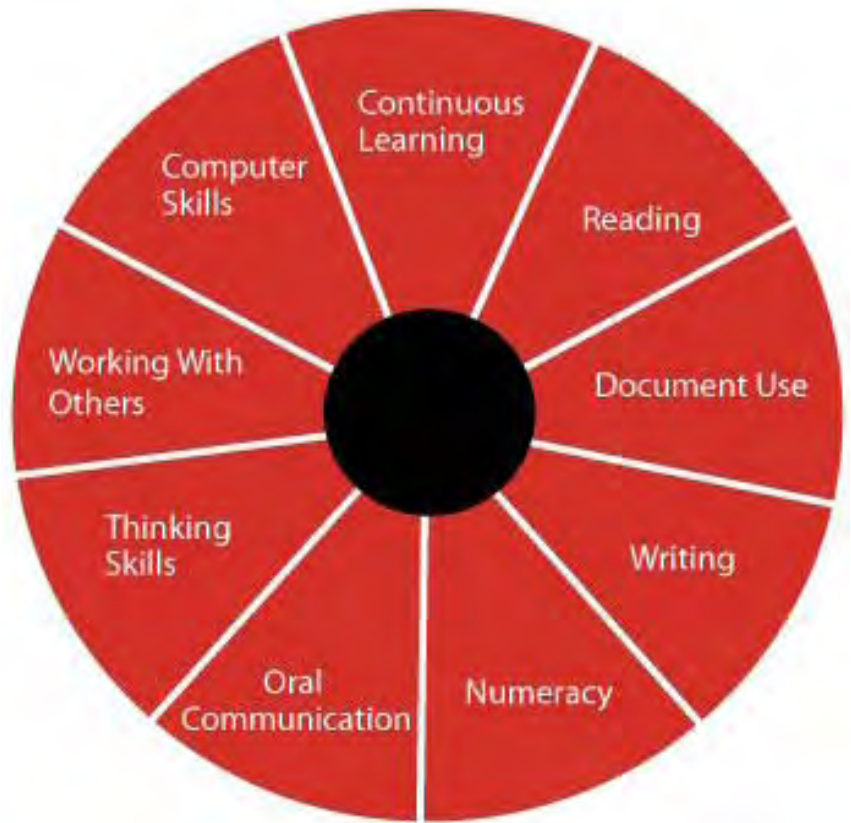 Continuous
Learning
Reading
Document Use
Writing
Numeracy
Oral
Communication
Thinking
Skills
Working With
Others
Computer
Skills